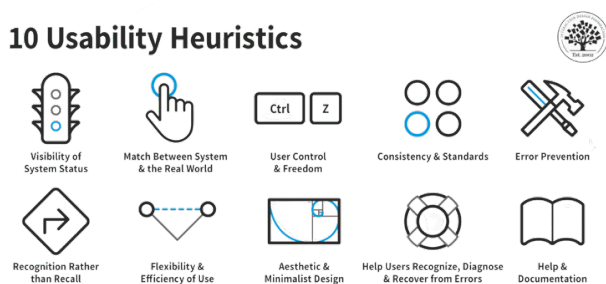 10 Usability Heuristics
Est. 2002
Ctrl
Z
Visibility of
System Status
Match Between System
& the Real World
User Control
& Freedom
Consistency & Standards
Error Prevention
Recognition Rather
than Recall
Flexibility &
Efficiency of Use
Aesthetic &
Minimalist Design
Help Users Recognize, Diagnose
& Recover from Errors
Help &
Documentation